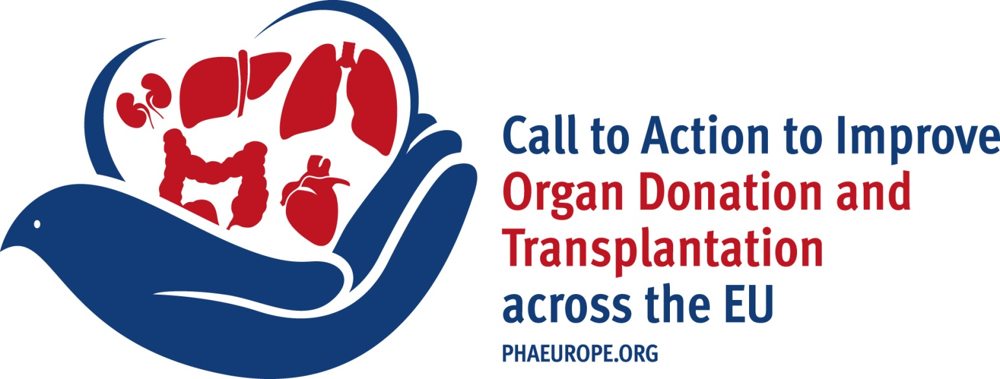 Call to Action to Improve
Organ Donation and
Transplantation
across the EU
PHAEUROPE.ORG